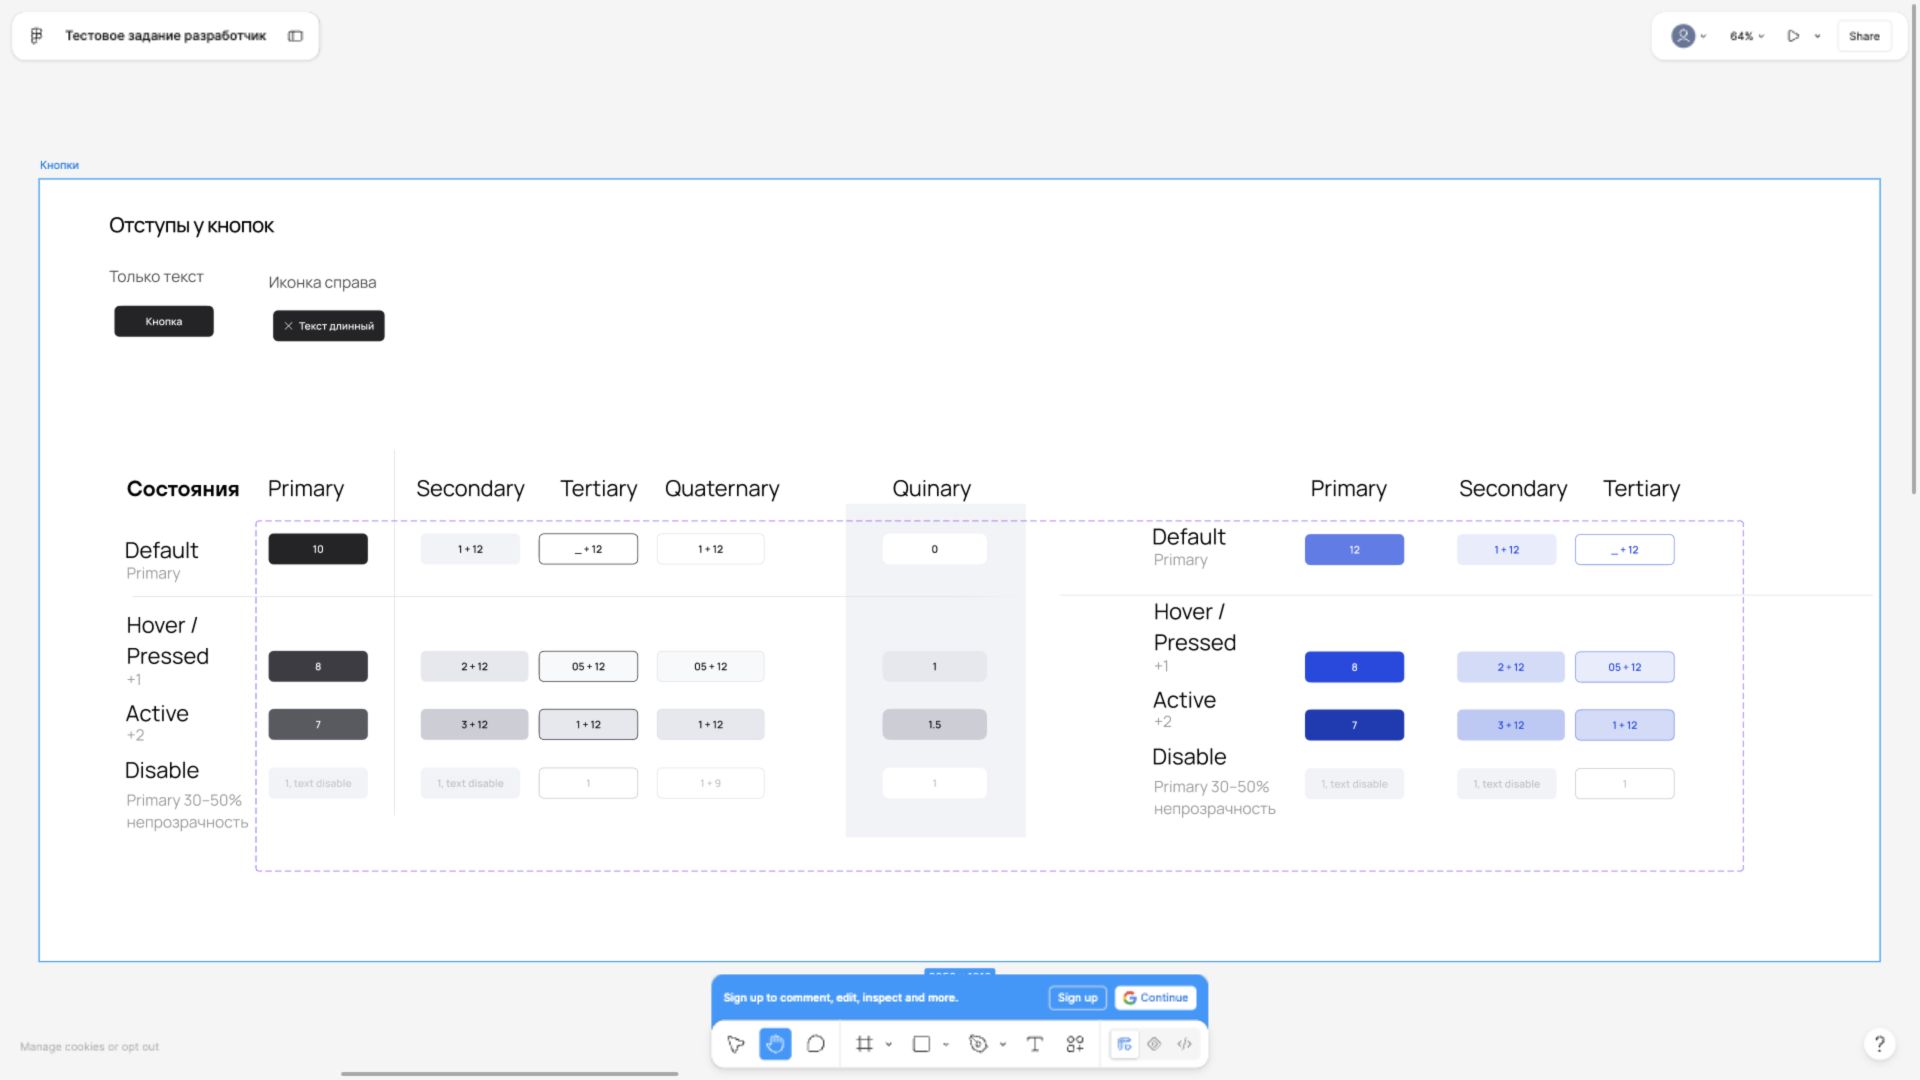 Тестовое задание разработчик
64%
Share
Кнопки
Отступы у кнопок
Только текст
Иконка справа
Кнопка
Текст длинный
Состояния Primary Secondary Tertiary Quaternary Quinary Primary Secondary Tertiary
Default 10 1 + 12 _ + 12 1 + 12 0 Default 12 1 + 12 _ + 12
Primary Primary
Hover / Hover /
Pressed 8 2 + 12 05 + 12 05 + 12 1 Pressed 8 2 + 12 05 + 12
+1 +1
Active 7 3 + 12 1 + 12 1 + 12 1.5 Active 7 3 + 12 1 + 12
+2 +2
Disable 1, text disable 1, text disable 1 1 + 9 1 Disable 1, text disable 1, text disable 1
Primary 30–50% Primary 30–50%
непрозрачность непрозрачность
Sign up to comment, edit, inspect and more. Sign up Continue
Manage cookies or opt out
?